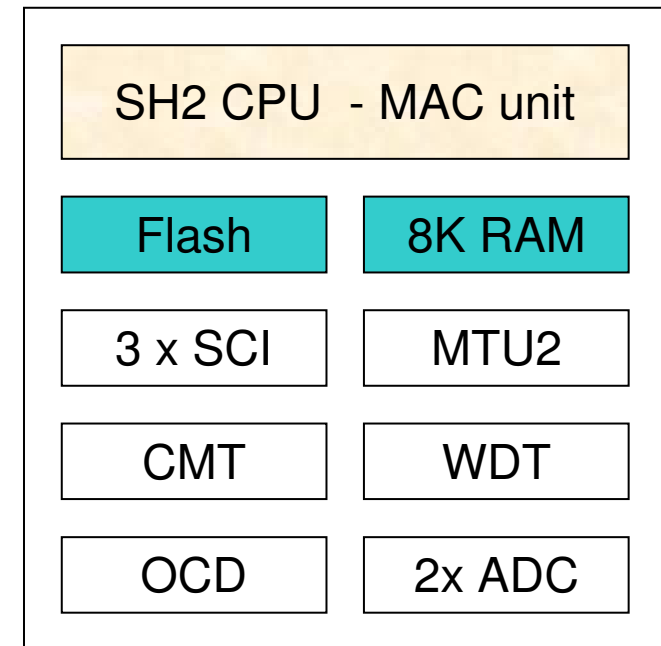 SH2 CPU - MAC unit
Flash
8K RAM
3 x SCI
MTU2
CMT
WDT
OCD
2x ADC